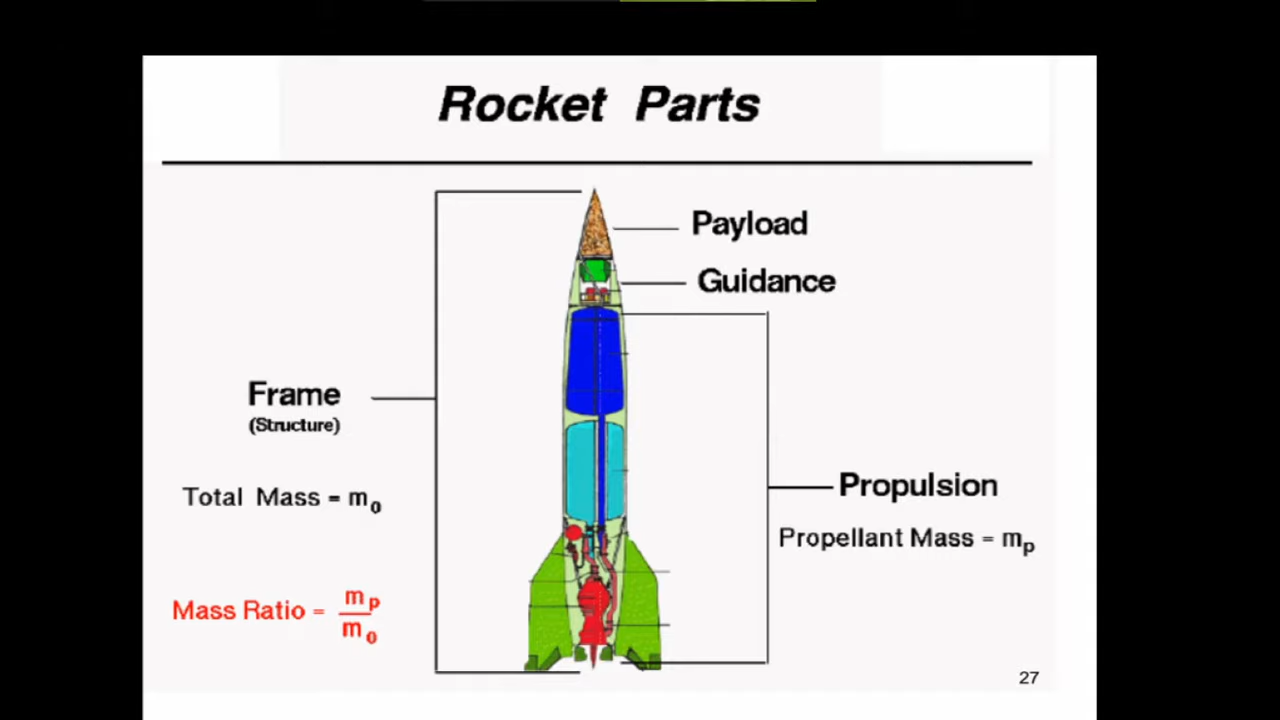 Rocket Parts
Payload
Guidance
Frame
(Structure)
Total Mass = m0
Propulsion
Propellant Mass = mp
Mass Ratio = mp/m0
27